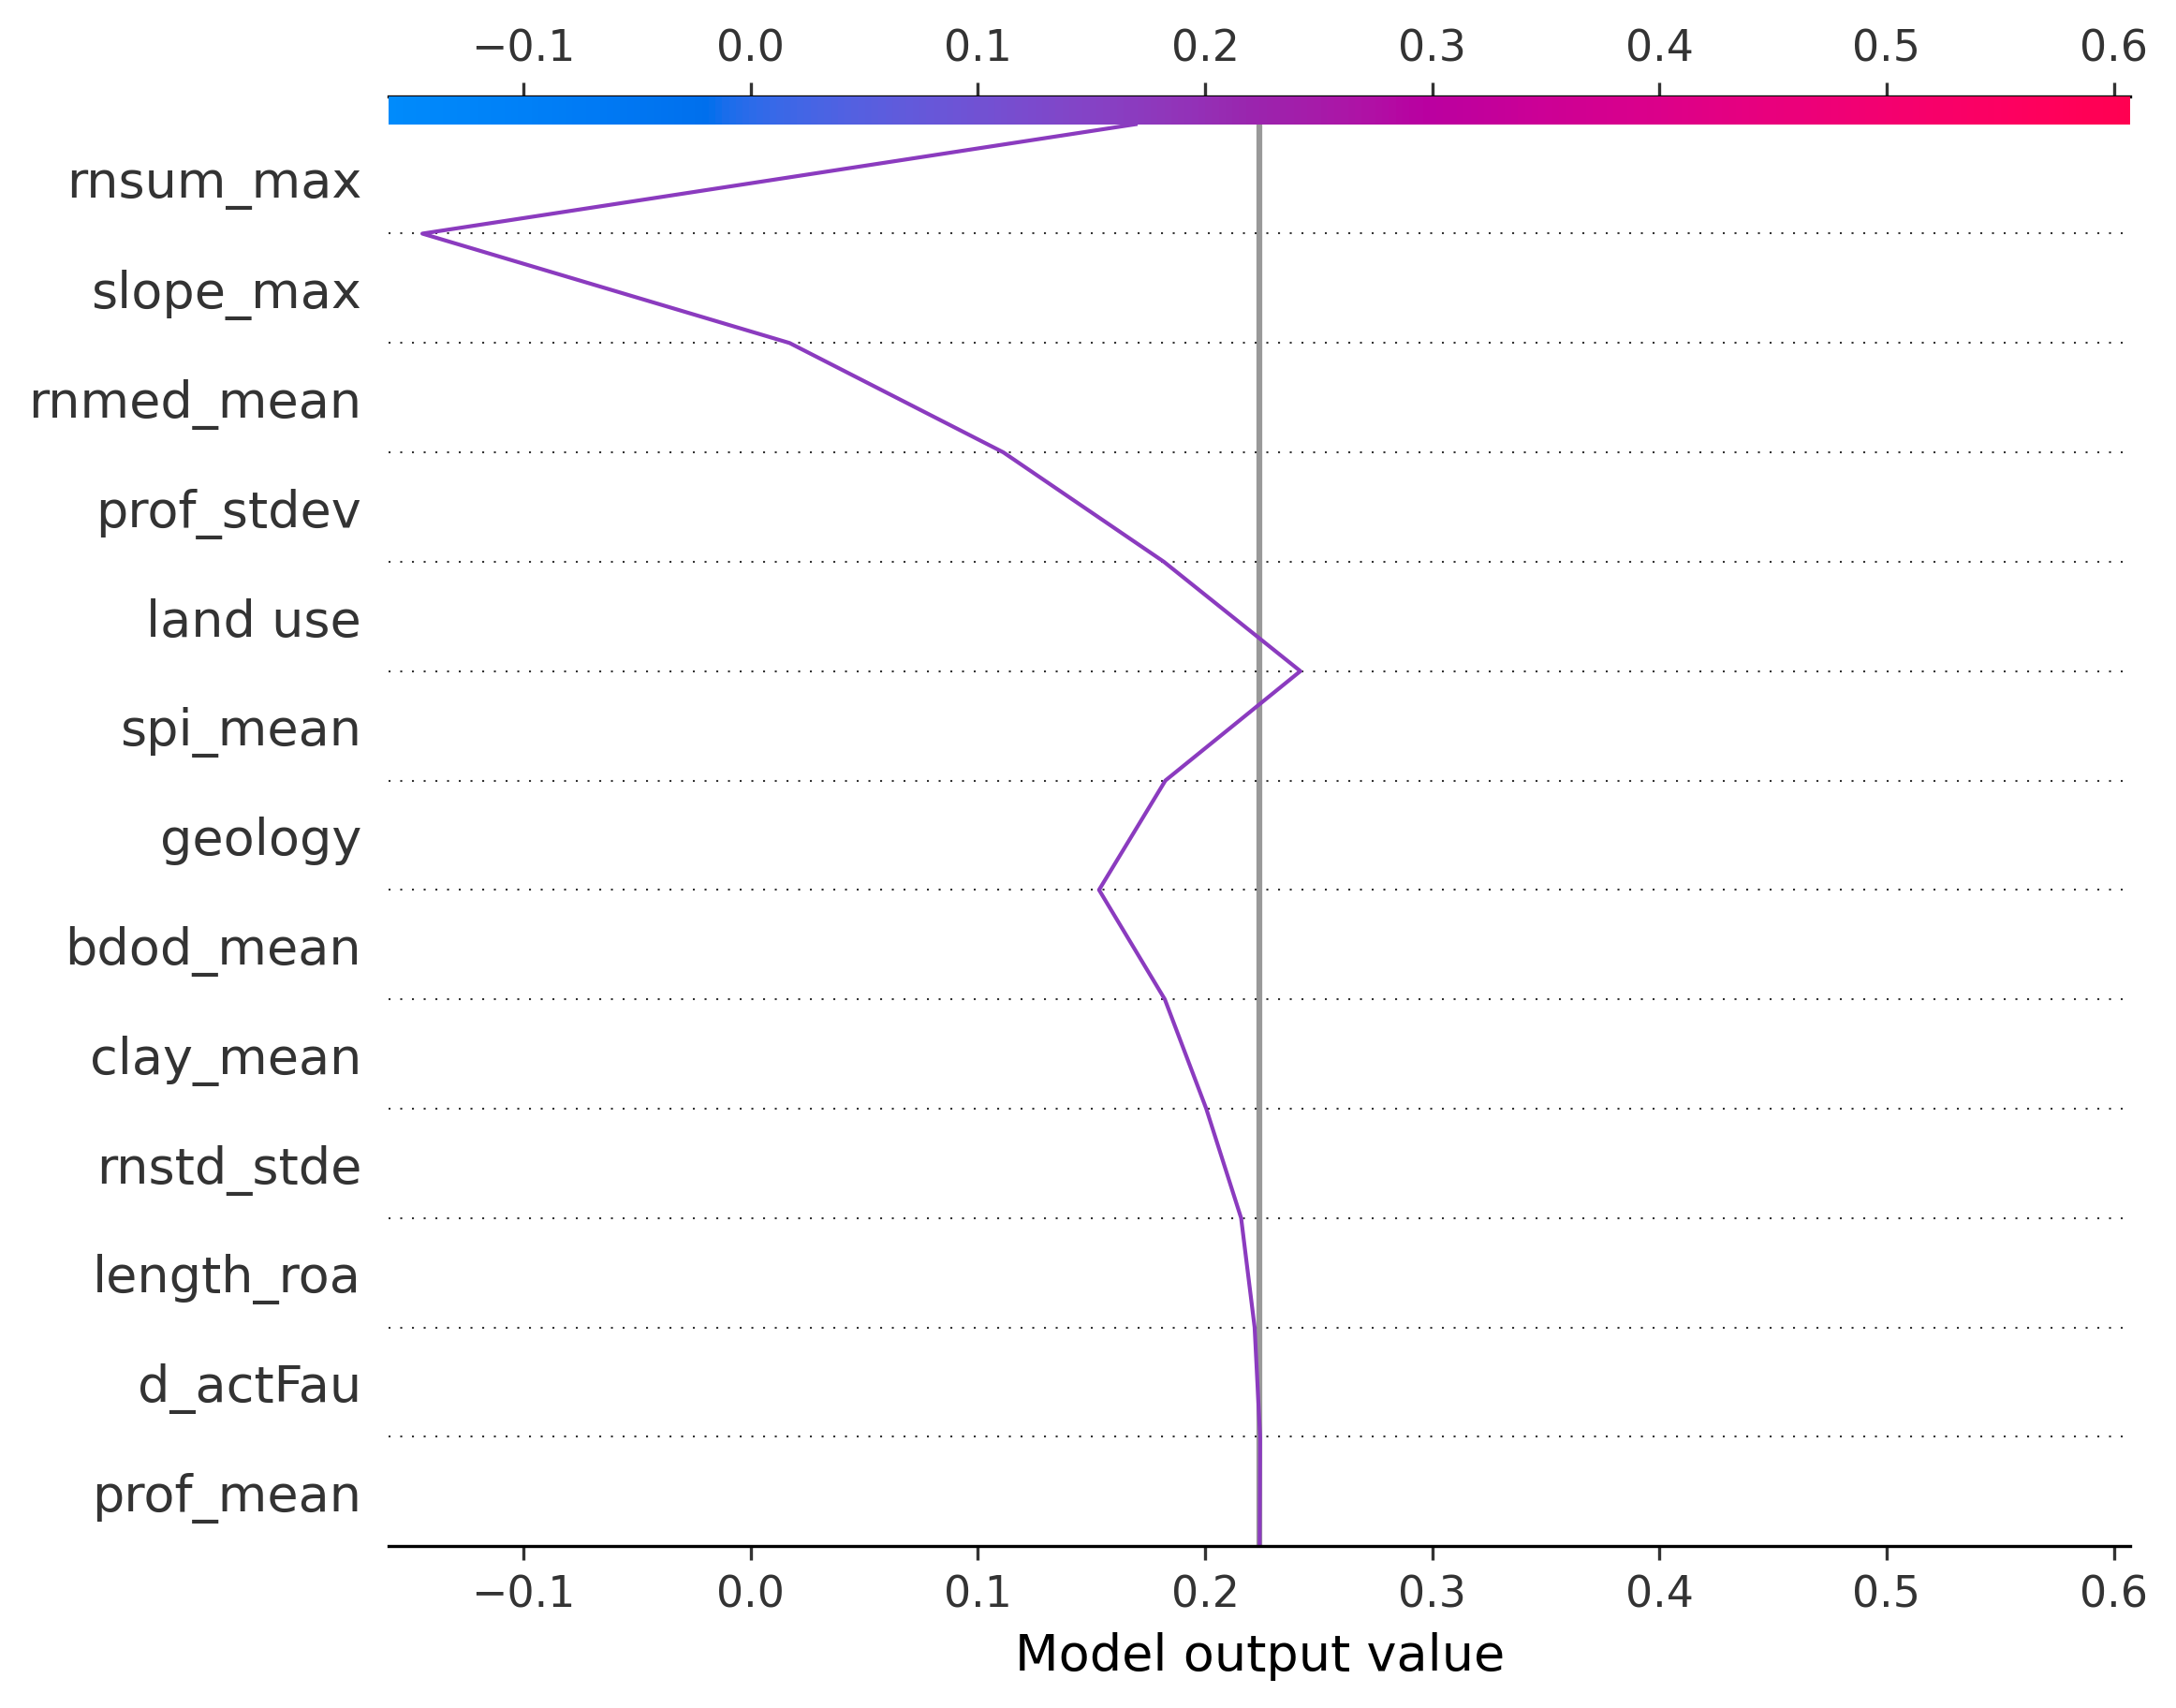 −0.1 0.0 0.1 0.2 0.3 0.4 0.5 0.6
rnsum_max
slope_max
rnmed_mean
prof_stdev
land use
spi_mean
geology
bdod_mean
clay_mean
rnstd_stde
length_roa
d_actFau
prof_mean
−0.1 0.0 0.1 0.2 0.3 0.4 0.5 0.6
Model output value